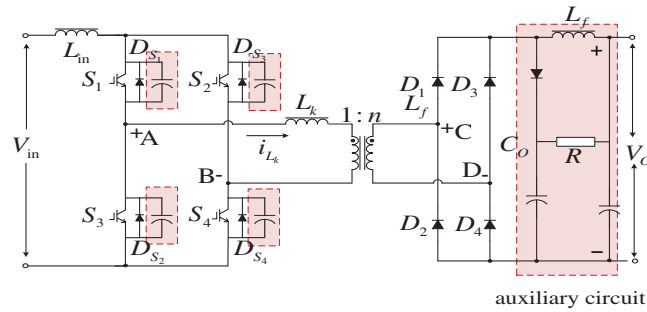 L_in
D_S1
D_S3
L_f
S_1
S_2
D_1
D_3
+
L_k
1:n
L_f
+A
i_Lk
+C
C_O
R
V_in
V_O
B-
D-
S_3
S_4
D_2
D_4
D_S2
D_S4
−
auxiliary circuit